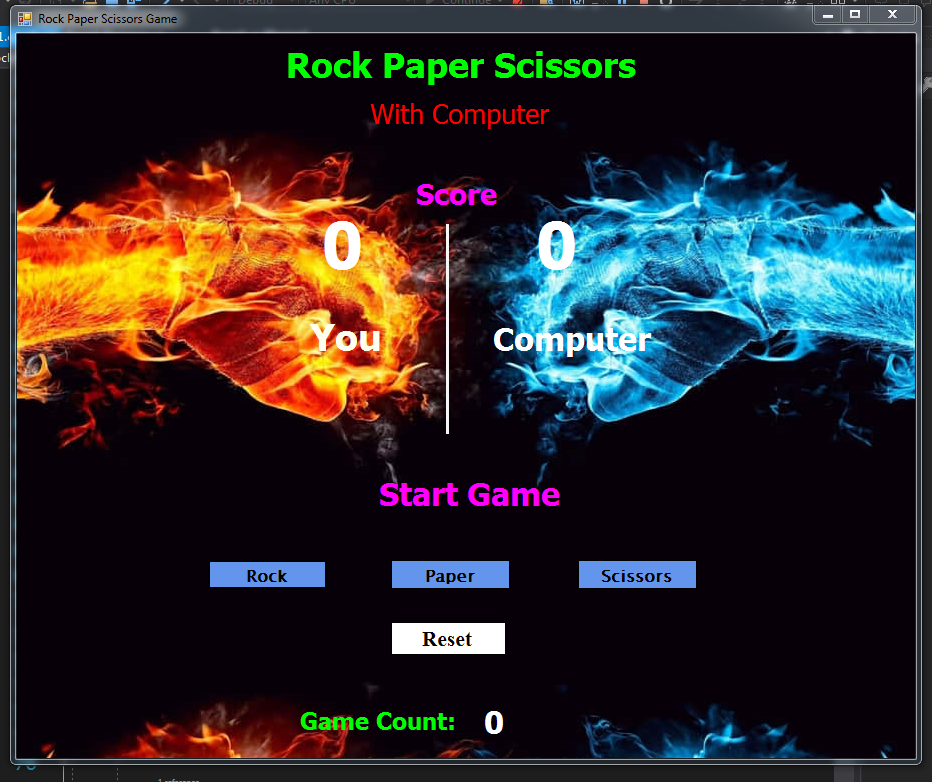 Rock Paper Scissors Game
Rock Paper Scissors
With Computer
Score
0 0
You Computer
Start Game
Rock Paper Scissors
Reset
Game Count: 0